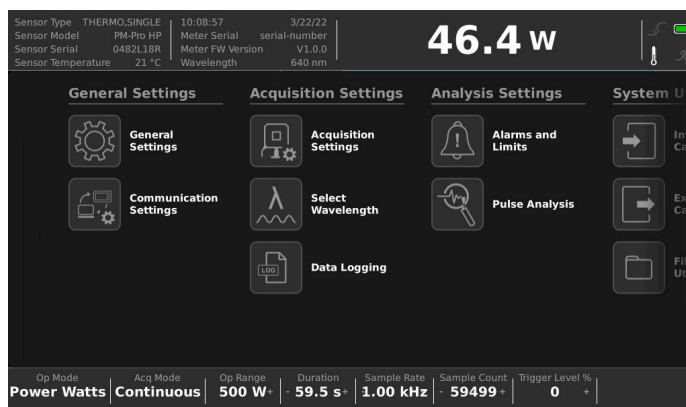 Sensor Type THERMO,SINGLE
Sensor Model PM-Pro HP
Sensor Serial 0482L18R
Sensor Temperature 21 °C
10:08:57 3/22/22
Meter Serial serial-number
Meter FW Version V1.0.0
Wavelength 640 nm
46.4 W
General Settings
General
Settings
Communication
Settings
Acquisition Settings
Acquisition
Settings
Select
Wavelength
LOG
Data Logging
Analysis Settings
Alarms and
Limits
Pulse Analysis
System
Op Mode
Power Watts
Acq Mode
Continuous
Op Range
500 W +
Duration
- 59.5 s +
Sample Rate
1.00 kHz
Sample Count
- 59499 +
Trigger Level %
0 +